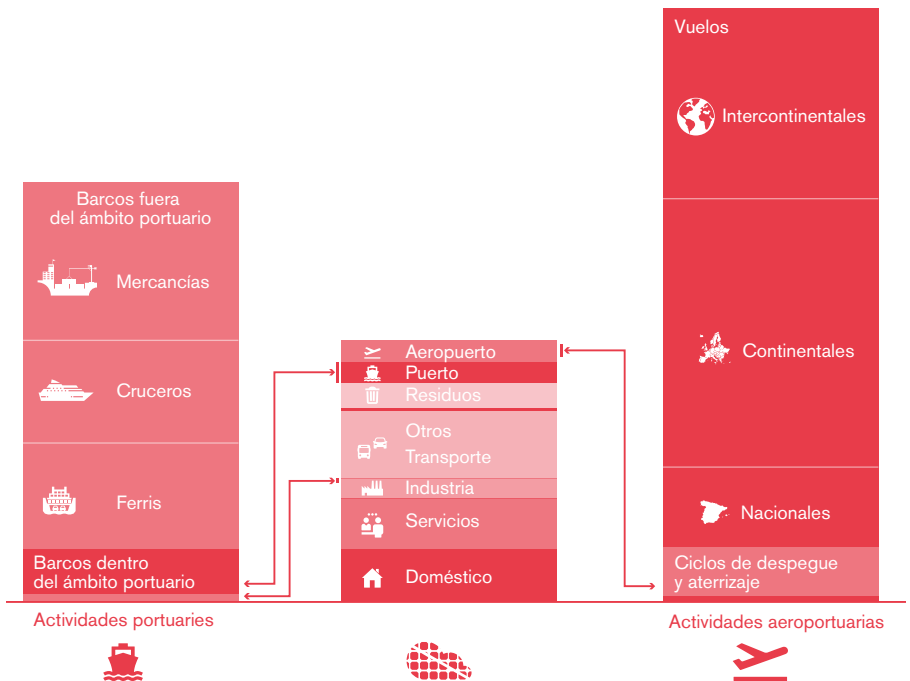 Barcos fuera
del ámbito portuario
Mercancías
Cruceros
Ferris
Barcos dentro
del ámbito portuario
Actividades portuaries
Aeropuerto
Puerto
Residuos
Otros
Transporte
Industria
Servicios
Doméstico
Vuelos
Intercontinentales
Continentales
Nacionales
Ciclos de despegue
y aterrizaje
Actividades aeroportuarias